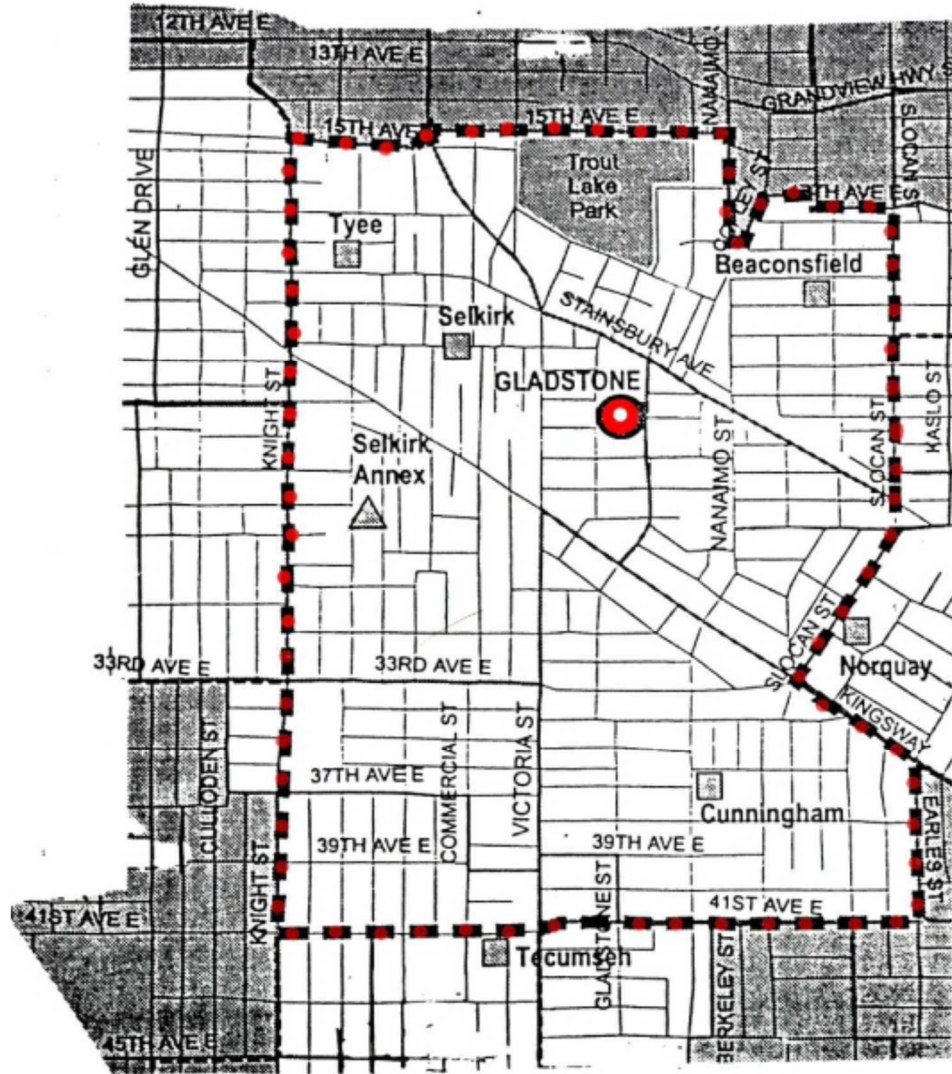 12TH AVE E
13TH AVE E
NANAIMO
GRANDVIEW HWY
SLOCAN S
15TH AVE
15TH AVE E
GLEN DRIVE
Trout
Lake
Park
TH AVE E
Tyee
Beaconsfield
Selkirk
STAINSBURY AVE
GLADSTONE
KNIGHT ST
Selkirk
Annex
NANAIMO ST
SLOCAN ST
KASLO ST
SLOCAN ST
Norquay
33RD AVE E
33RD AVE E
KINGSWAY
CULLODEN ST
COMMERCIAL ST
VICTORIA ST
37TH AVE E
Cunningham
EARLES ST
39TH AVE E
39TH AVE E
KNIGHT ST
GLADSTONE ST
41ST AVE E
41ST AVE E
Tecumseh
BERKELEY ST
45TH AVE E